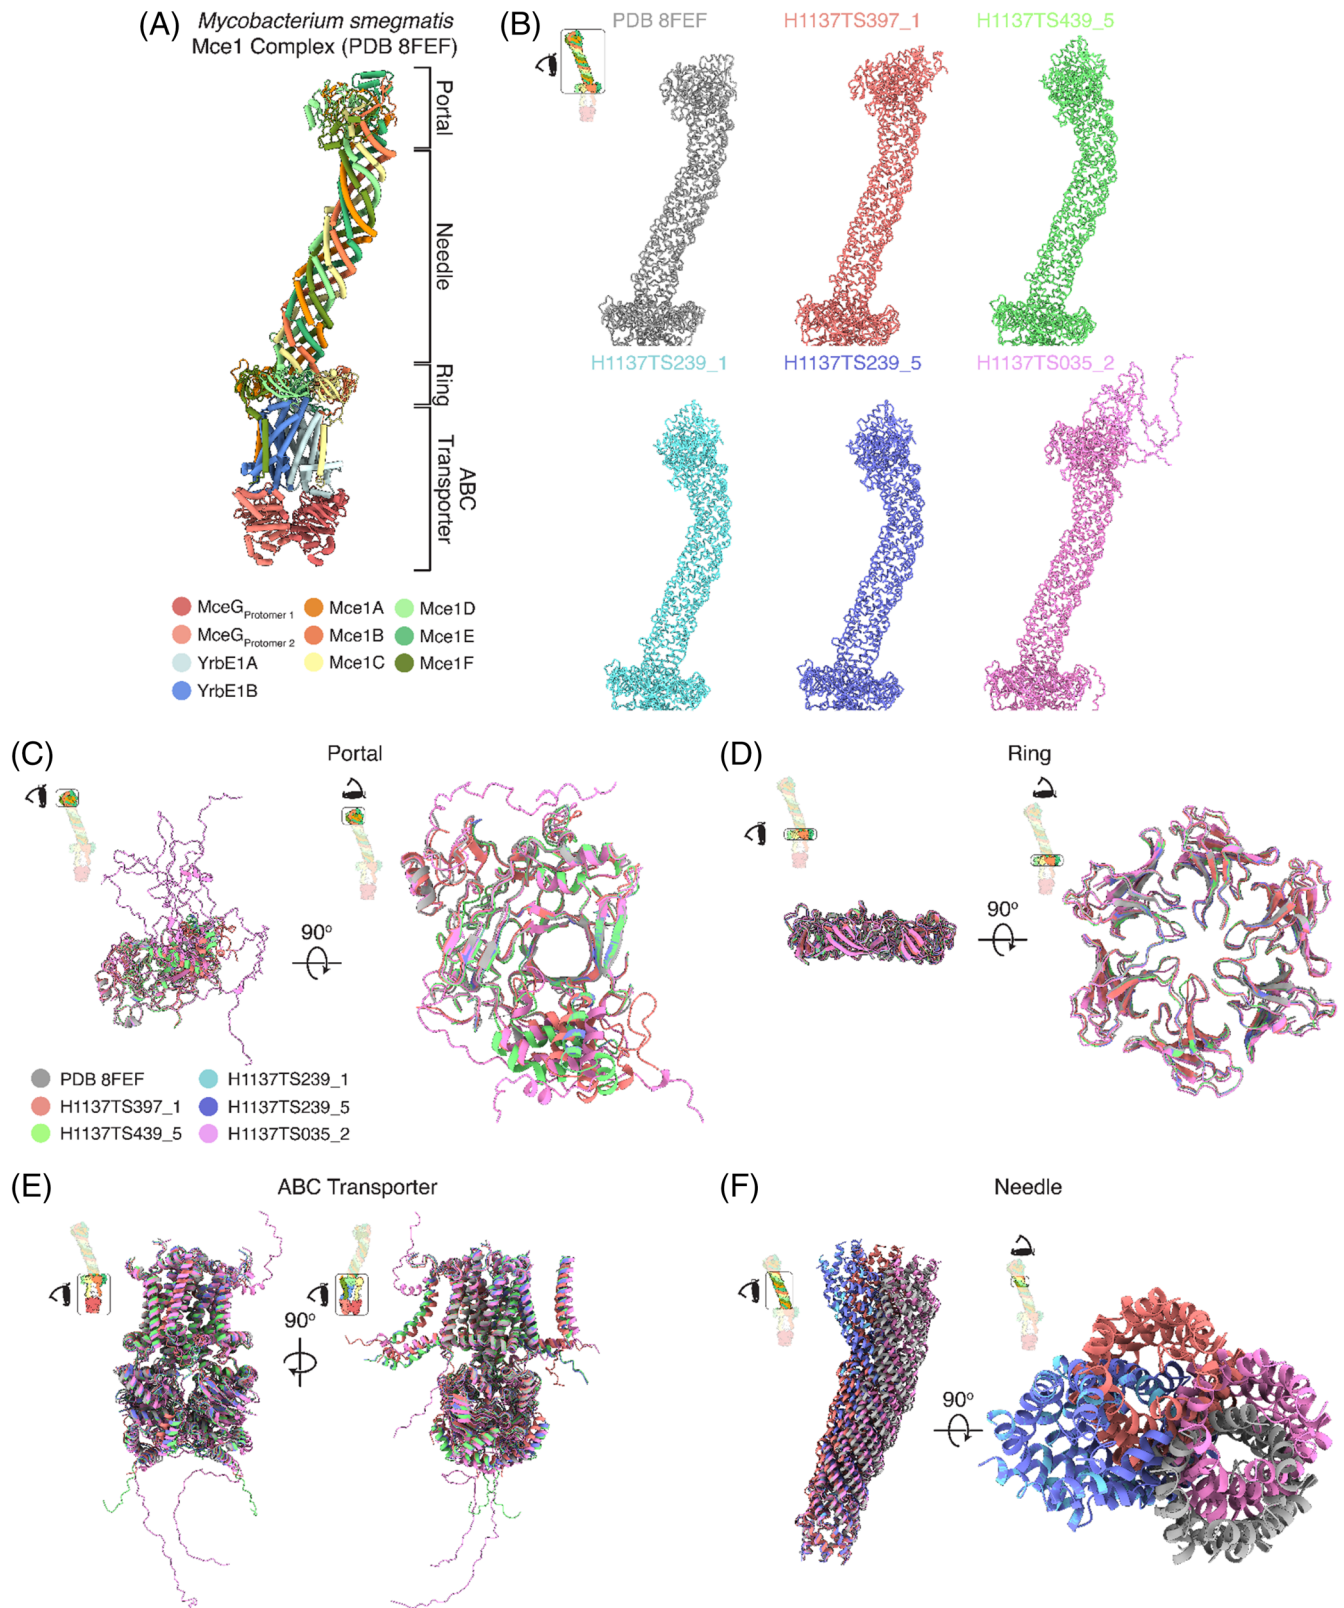 (A)
Mycobacterium smegmatis
Mce1 Complex (PDB 8FEF)
Portal
Needle
Ring
ABC
Transporter
MceG Protomer 1
MceG Protomer 2
YrbE1A
YrbE1B
Mce1A
Mce1B
Mce1C
Mce1D
Mce1E
Mce1F
(B)
PDB 8FEF
H1137TS397_1
H1137TS439_5
H1137TS239_1
H1137TS239_5
H1137TS035_2
(C)
Portal
90°
PDB 8FEF
H1137TS397_1
H1137TS439_5
H1137TS239_1
H1137TS239_5
H1137TS035_2
(D)
Ring
90°
(E)
ABC Transporter
90°
(F)
Needle
90°